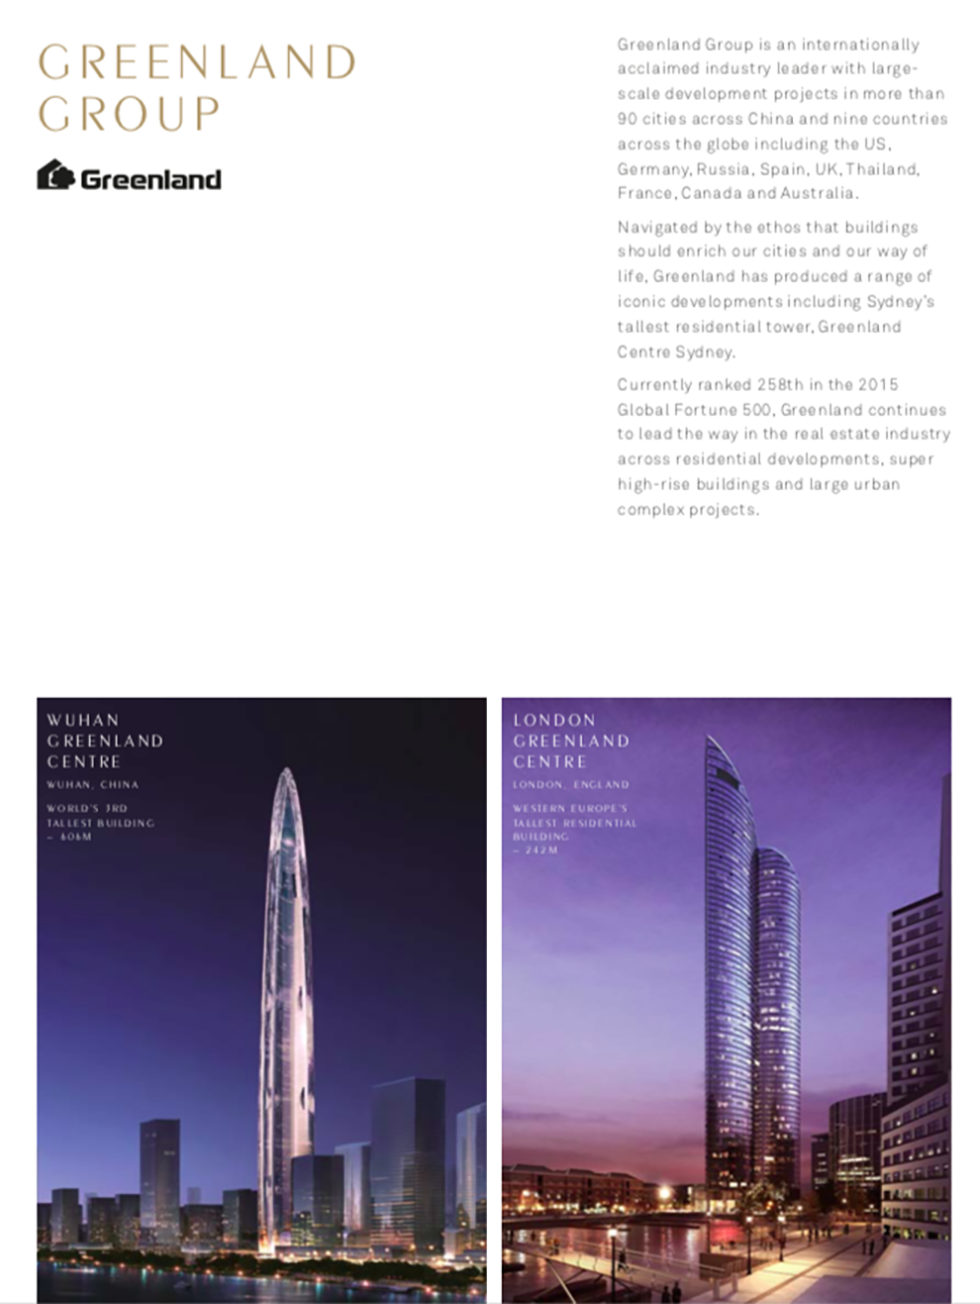 GREENLAND
GROUP
Greenland
Greenland Group is an internationally
acclaimed industry leader with large-
scale development projects in more than
90 cities across China and nine countries
across the globe including the US,
Germany, Russia, Spain, UK, Thailand,
France, Canada and Australia.
Navigated by the ethos that buildings
should enrich our cities and our way of
life, Greenland has produced a range of
iconic developments including Sydney's
tallest residential tower, Greenland
Centre Sydney.
Currently ranked 258th in the 2015
Global Fortune 500, Greenland continues
to lead the way in the real estate industry
across residential developments, super
high-rise buildings and large urban
complex projects.
WUHAN
GREENLAND
CENTRE
WUHAN, CHINA
WORLD'S 3RD
TALLEST BUILDING
– 606M
LONDON
GREENLAND
CENTRE
LONDON, ENGLAND
WESTERN EUROPE'S
TALLEST RESIDENTIAL
BUILDING
– 242M